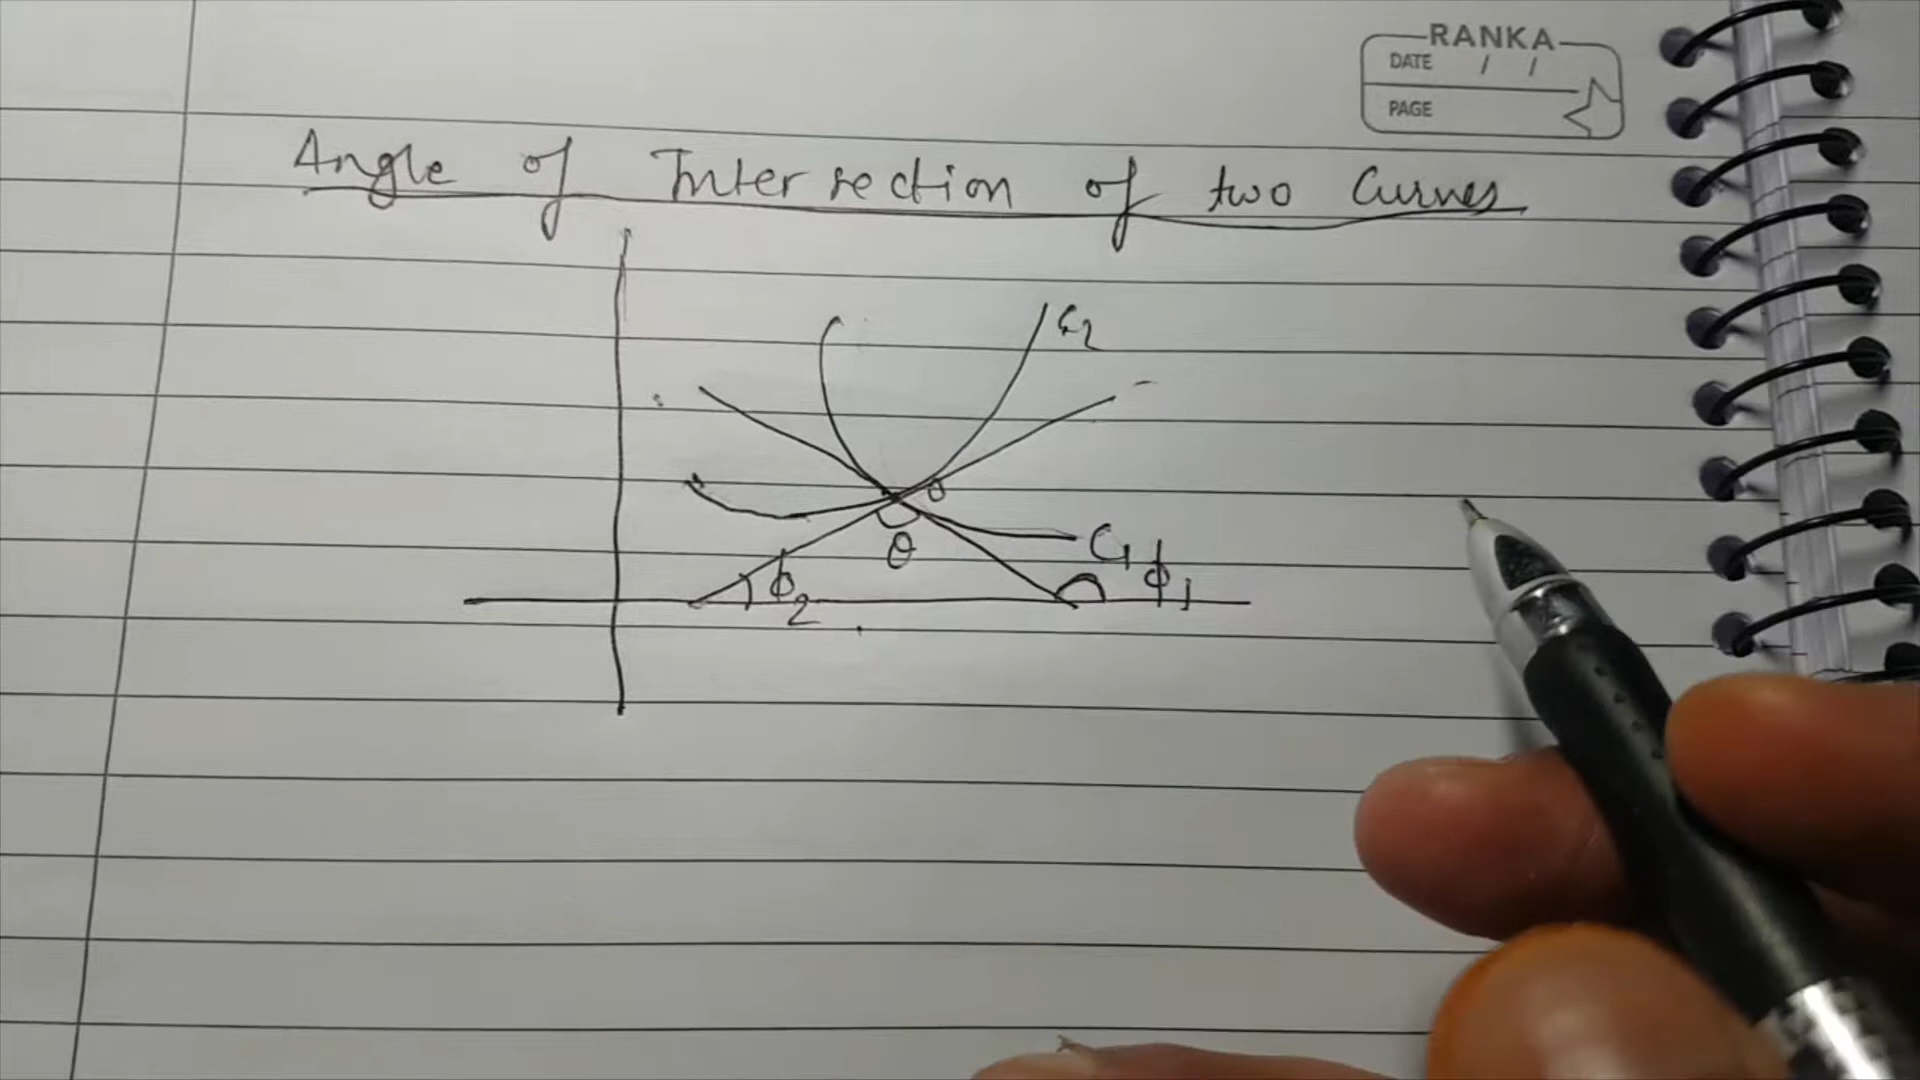 RANKA
DATE / /
PAGE
Angle of Intersection of two Curves
C2
θ
C1
ϕ2
ϕ1